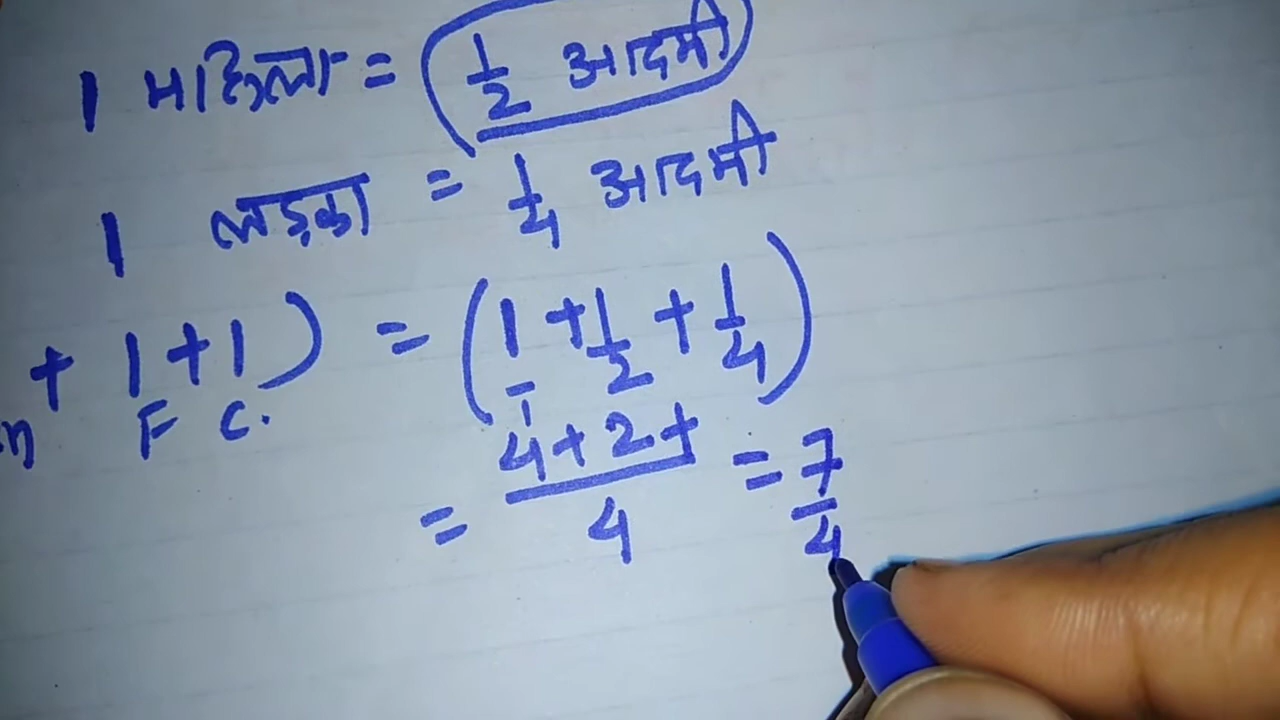 1 महिला = 1/2 आदमी
1 लड़का = 1/4 आदमी
+ 1 + 1) = (1/1 + 1/2 + 1/4)
n F C.
= 4+2+/4 = 7/4